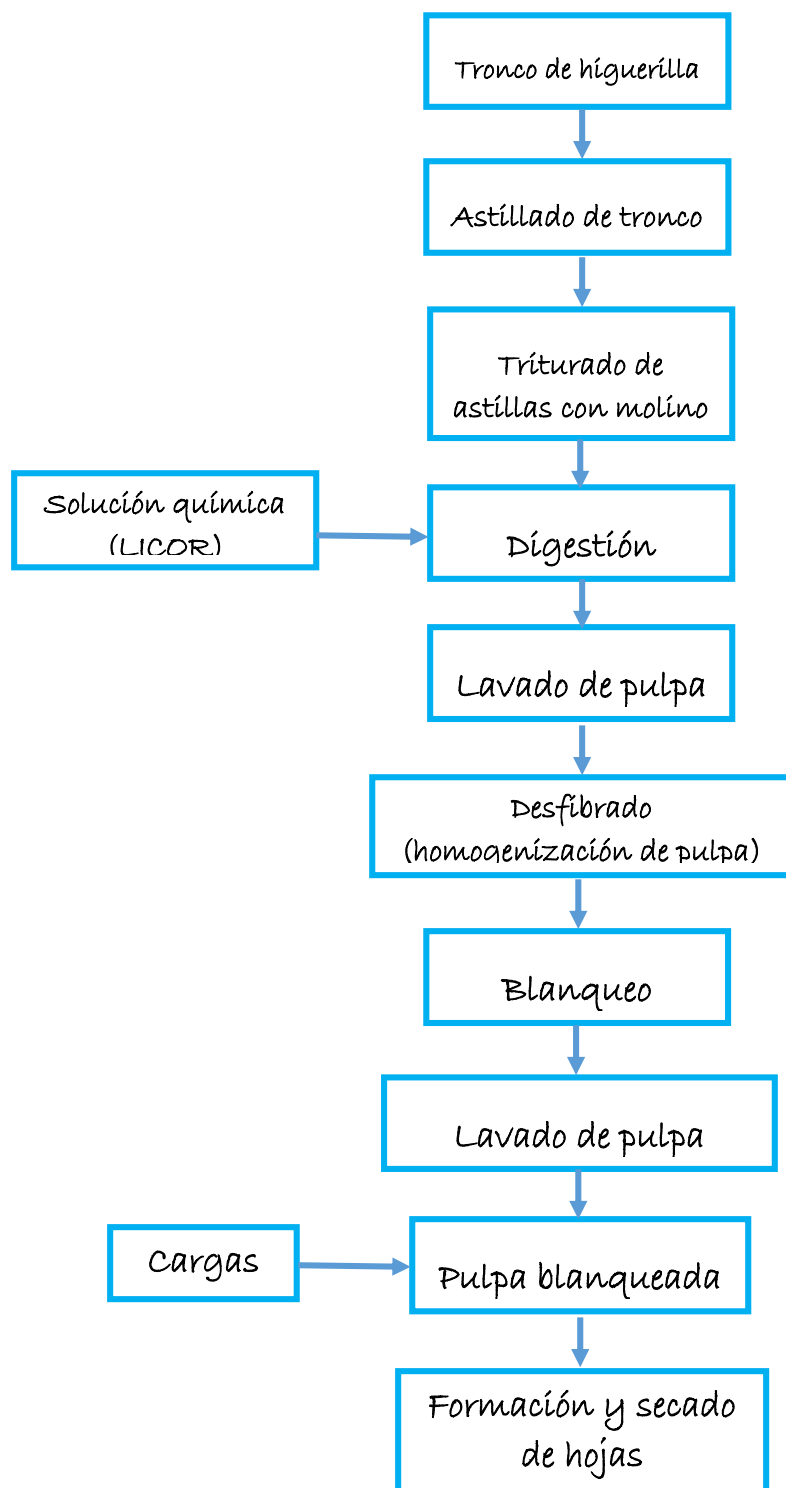 Tronco de higuerilla
Astillado de tronco
Triturado de
astillas con molino
Solución química
(LICOR)
Digestión
Lavado de pulpa
Desfibrado
(homogenización de pulpa)
Blanqueo
Lavado de pulpa
Cargas
Pulpa blanqueada
Formación y secado
de hojas